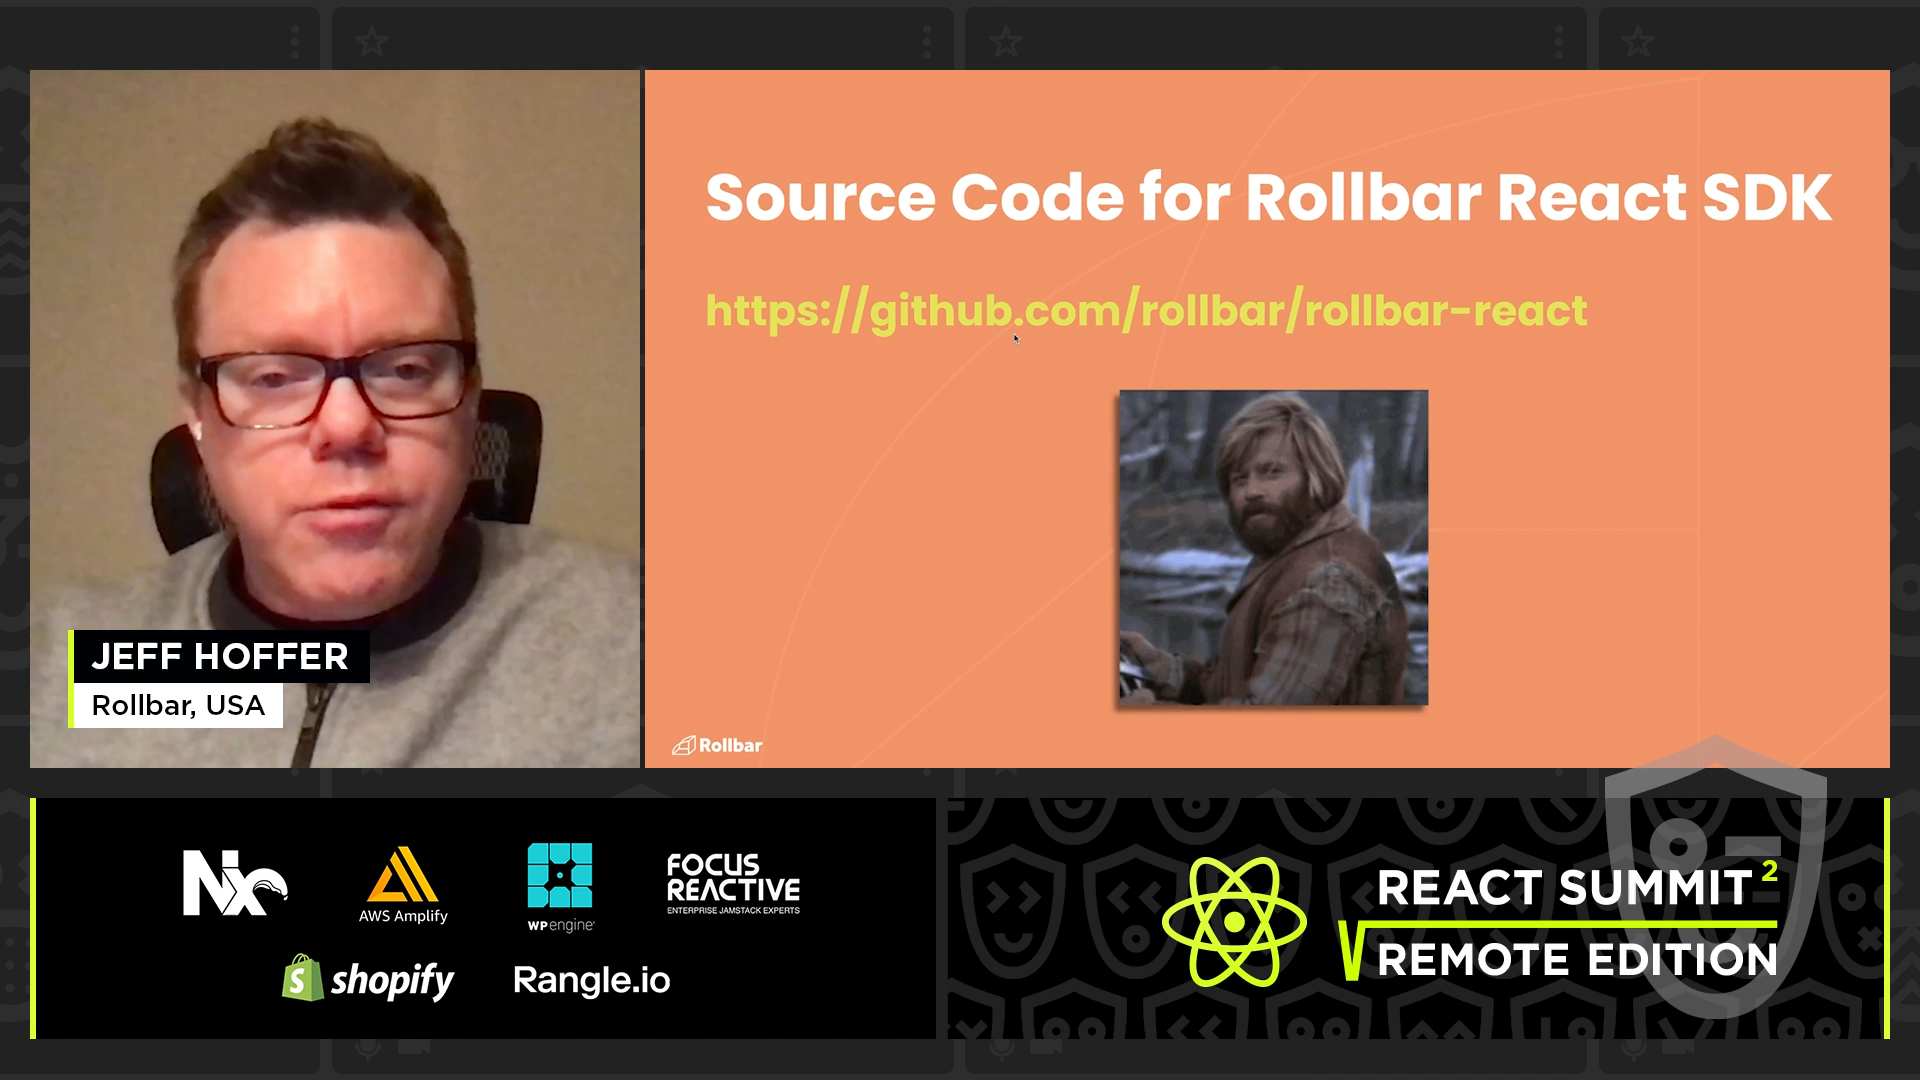 Source Code for Rollbar React SDK
https://github.com/rollbar/rollbar-react
JEFF HOFFER
Rollbar, USA
Rollbar
Nx
AWS Amplify
WP engine
FOCUS
REACTIVE
ENTERPRISE JAMSTACK EXPERTS
shopify
Rangle.io
REACT SUMMIT 2
REMOTE EDITION